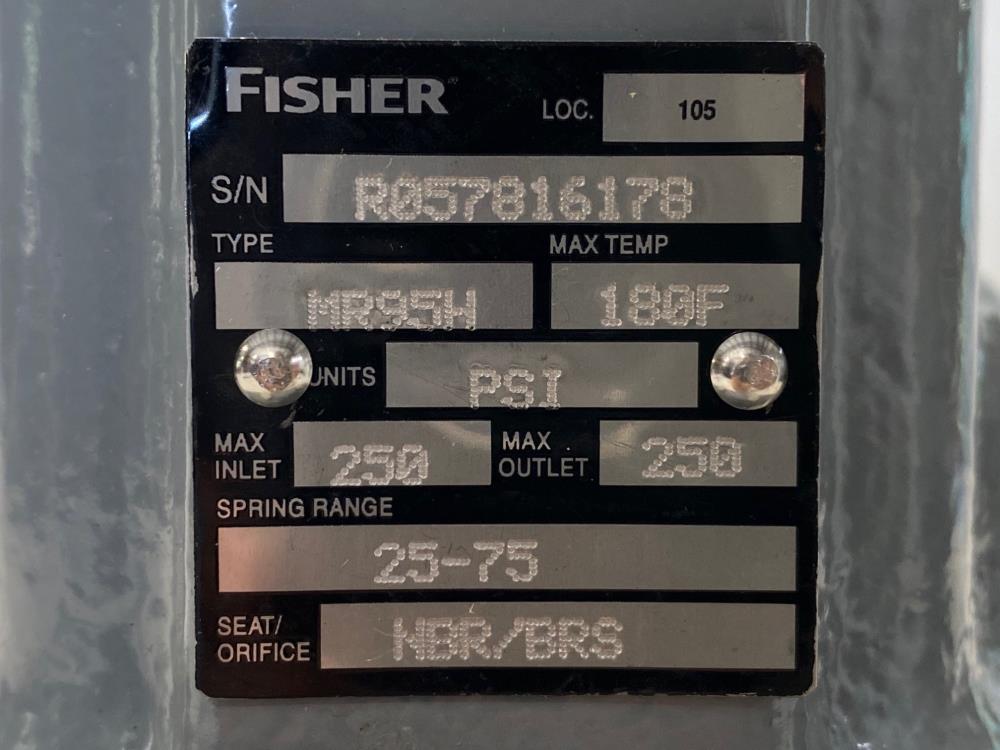 FISHER
LOC. 105
S/N R057816178
TYPE MAX TEMP
MR95H 180F
UNITS PSI
MAX INLET 250 MAX OUTLET 250
SPRING RANGE
25-75
SEAT/
ORIFICE NBR/BRS